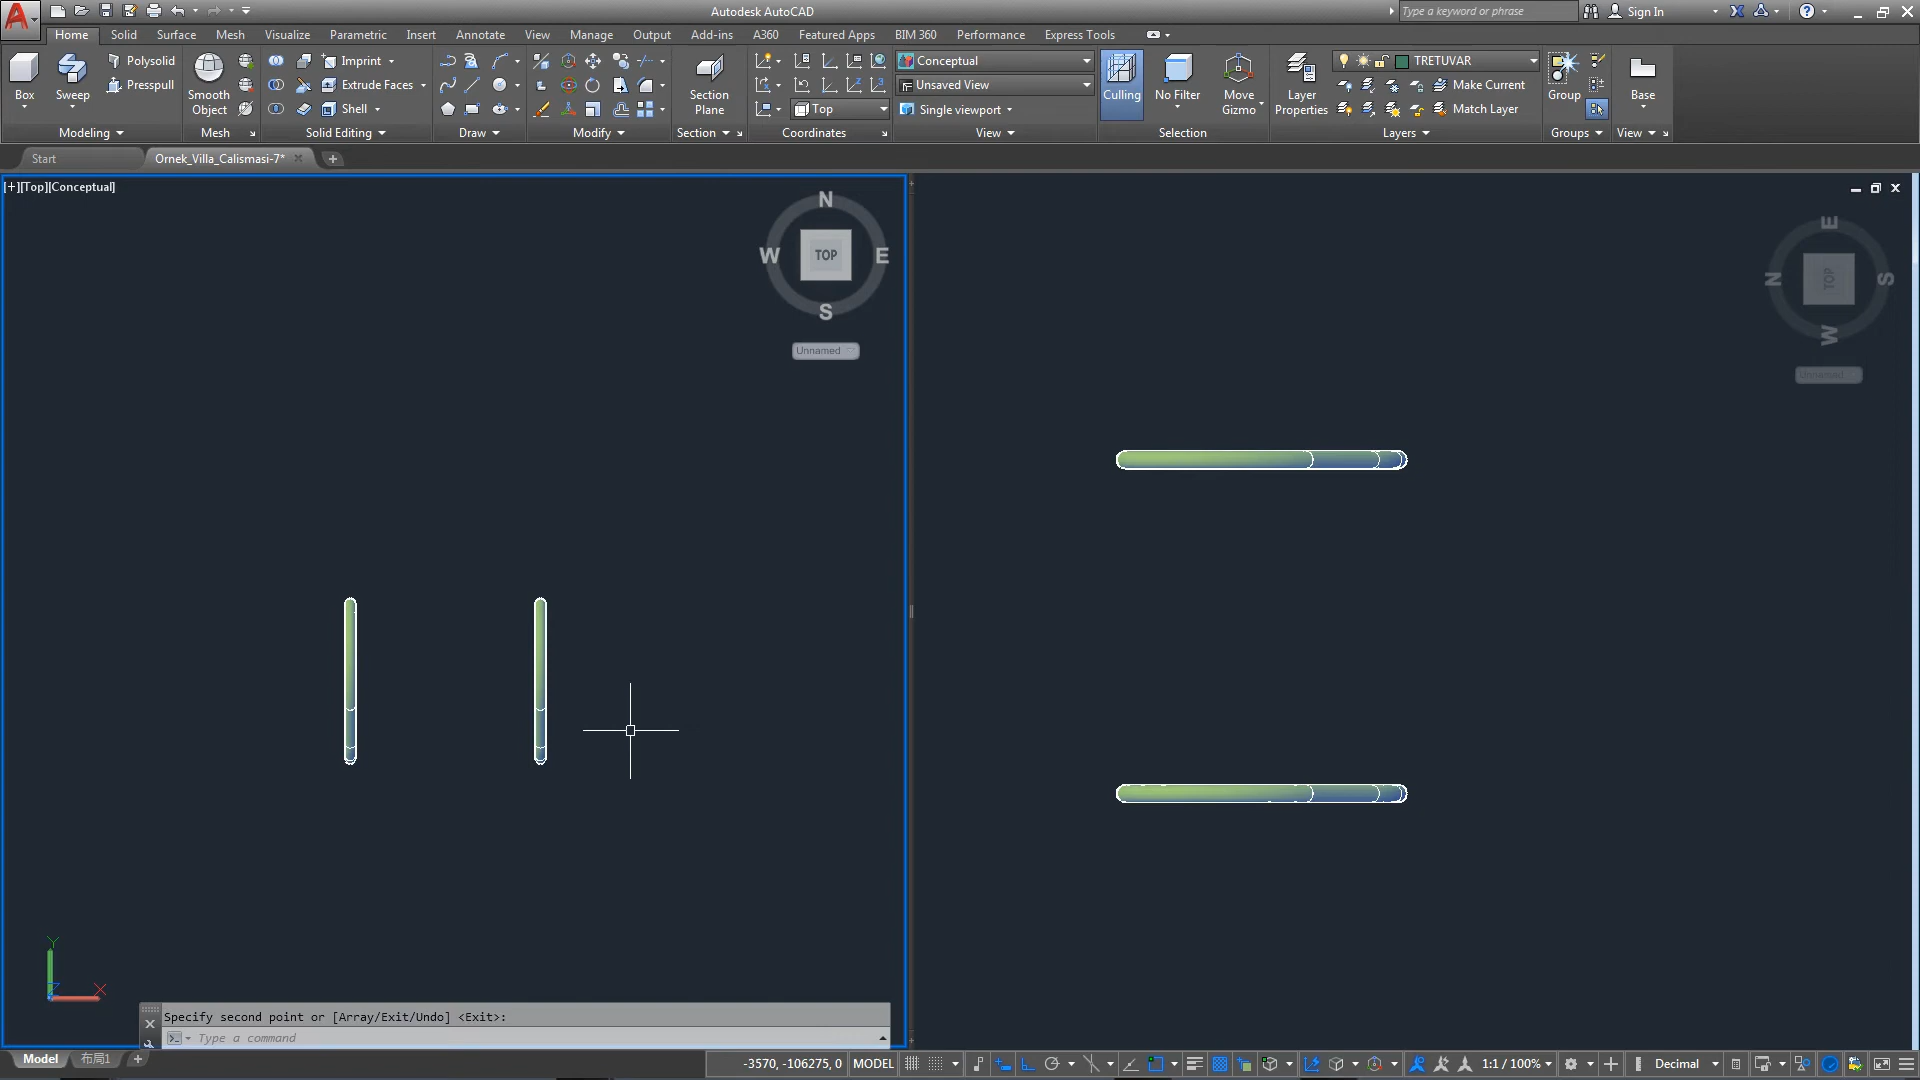 Autodesk AutoCAD
Type a keyword or phrase
Sign In
Home Solid Surface Mesh Visualize Parametric Insert Annotate View Manage Output Add-ins A360 Featured Apps BIM 360 Performance Express Tools
Box
Sweep
Polysolid
Presspull
Smooth Object
Imprint
Extrude Faces
Shell
Section Plane
Top
Conceptual
Unsaved View
Single viewport
Culling
No Filter
Move Gizmo
Layer Properties
TRETUVAR
Make Current
Match Layer
Group
Base
Modeling Mesh Solid Editing Draw Modify Section Coordinates View Selection Layers Groups View
Start Ornek_Villa_Calismasi-7*
[+][Top][Conceptual]
N
W TOP E
S
Unnamed
E
N TOP S
W
Unnamed
Y
X
Specify second point or [Array/Exit/Undo] <Exit>:
Type a command
Model 布局1 +
-3570, -106275, 0 MODEL 1:1 / 100% Decimal